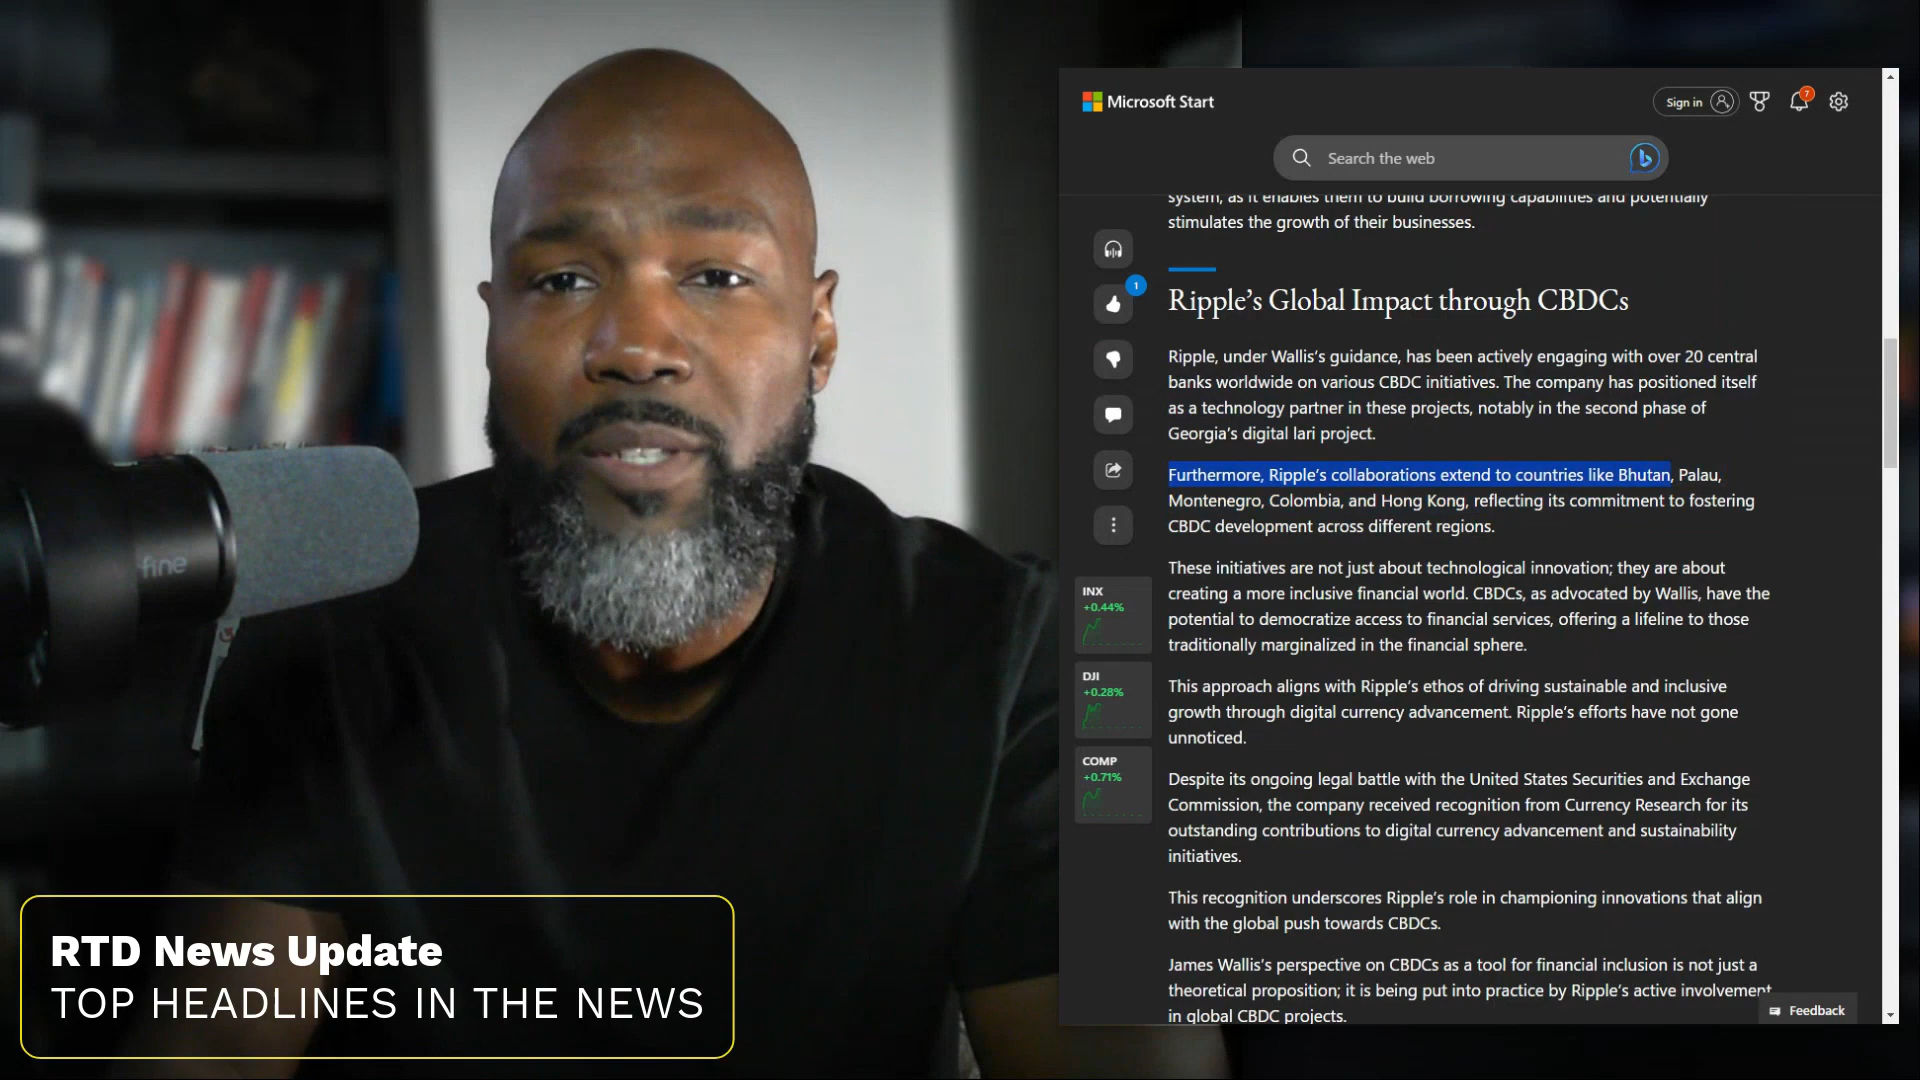 Microsoft Start
Sign in
7
Search the web
system, as it enables them to build borrowing capabilities and potentially
stimulates the growth of their businesses.
1
Ripple’s Global Impact through CBDCs
Ripple, under Wallis’s guidance, has been actively engaging with over 20 central
banks worldwide on various CBDC initiatives. The company has positioned itself
as a technology partner in these projects, notably in the second phase of
Georgia’s digital lari project.
Furthermore, Ripple’s collaborations extend to countries like Bhutan, Palau,
Montenegro, Colombia, and Hong Kong, reflecting its commitment to fostering
CBDC development across different regions.
These initiatives are not just about technological innovation; they are about
creating a more inclusive financial world. CBDCs, as advocated by Wallis, have the
potential to democratize access to financial services, offering a lifeline to those
traditionally marginalized in the financial sphere.
This approach aligns with Ripple’s ethos of driving sustainable and inclusive
growth through digital currency advancement. Ripple’s efforts have not gone
unnoticed.
Despite its ongoing legal battle with the United States Securities and Exchange
Commission, the company received recognition from Currency Research for its
outstanding contributions to digital currency advancement and sustainability
initiatives.
This recognition underscores Ripple’s role in championing innovations that align
with the global push towards CBDCs.
James Wallis’s perspective on CBDCs as a tool for financial inclusion is not just a
theoretical proposition; it is being put into practice by Ripple’s active involvement
in global CBDC projects.
INX
+0.44%
DJI
+0.28%
COMP
+0.71%
Feedback
fine
RTD News Update
TOP HEADLINES IN THE NEWS